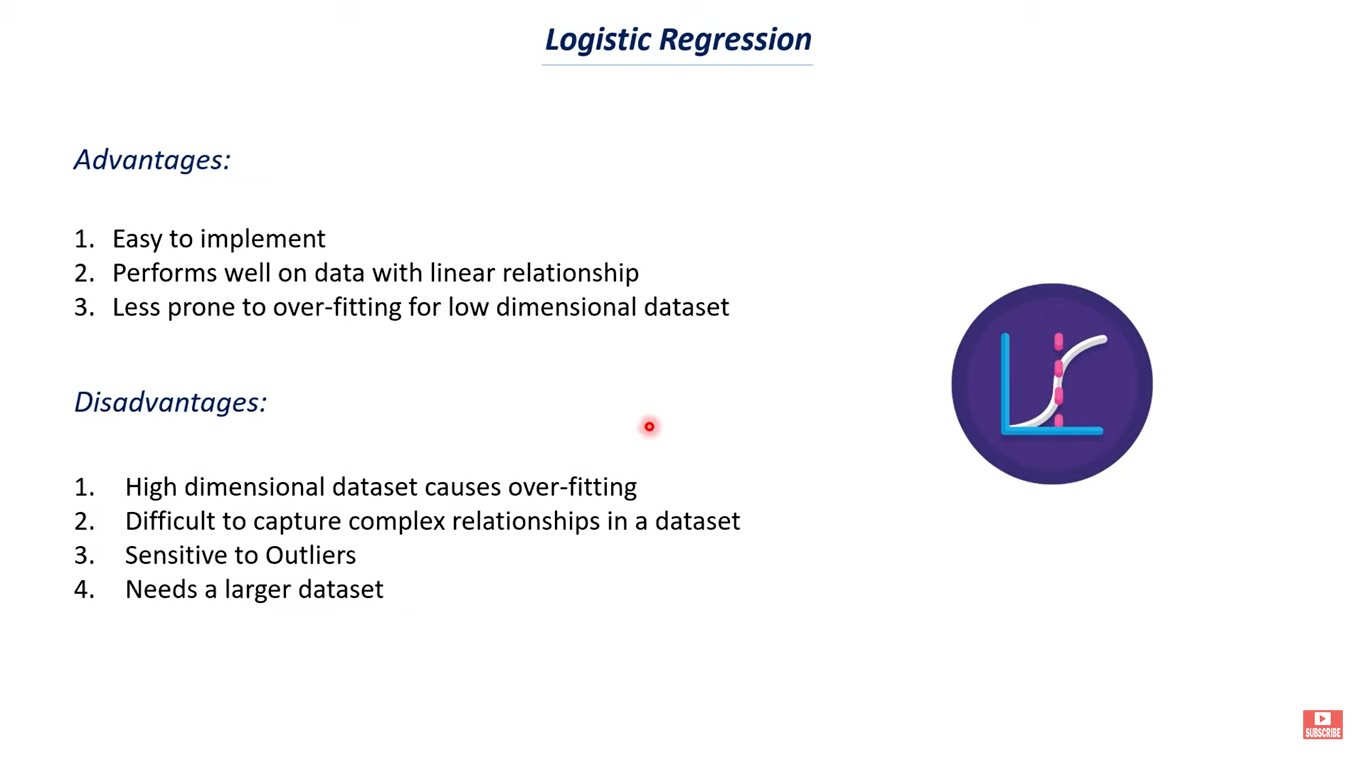 Logistic Regression
Advantages:
1. Easy to implement
2. Performs well on data with linear relationship
3. Less prone to over-fitting for low dimensional dataset
Disadvantages:
1. High dimensional dataset causes over-fitting
2. Difficult to capture complex relationships in a dataset
3. Sensitive to Outliers
4. Needs a larger dataset
SUBSCRIBE